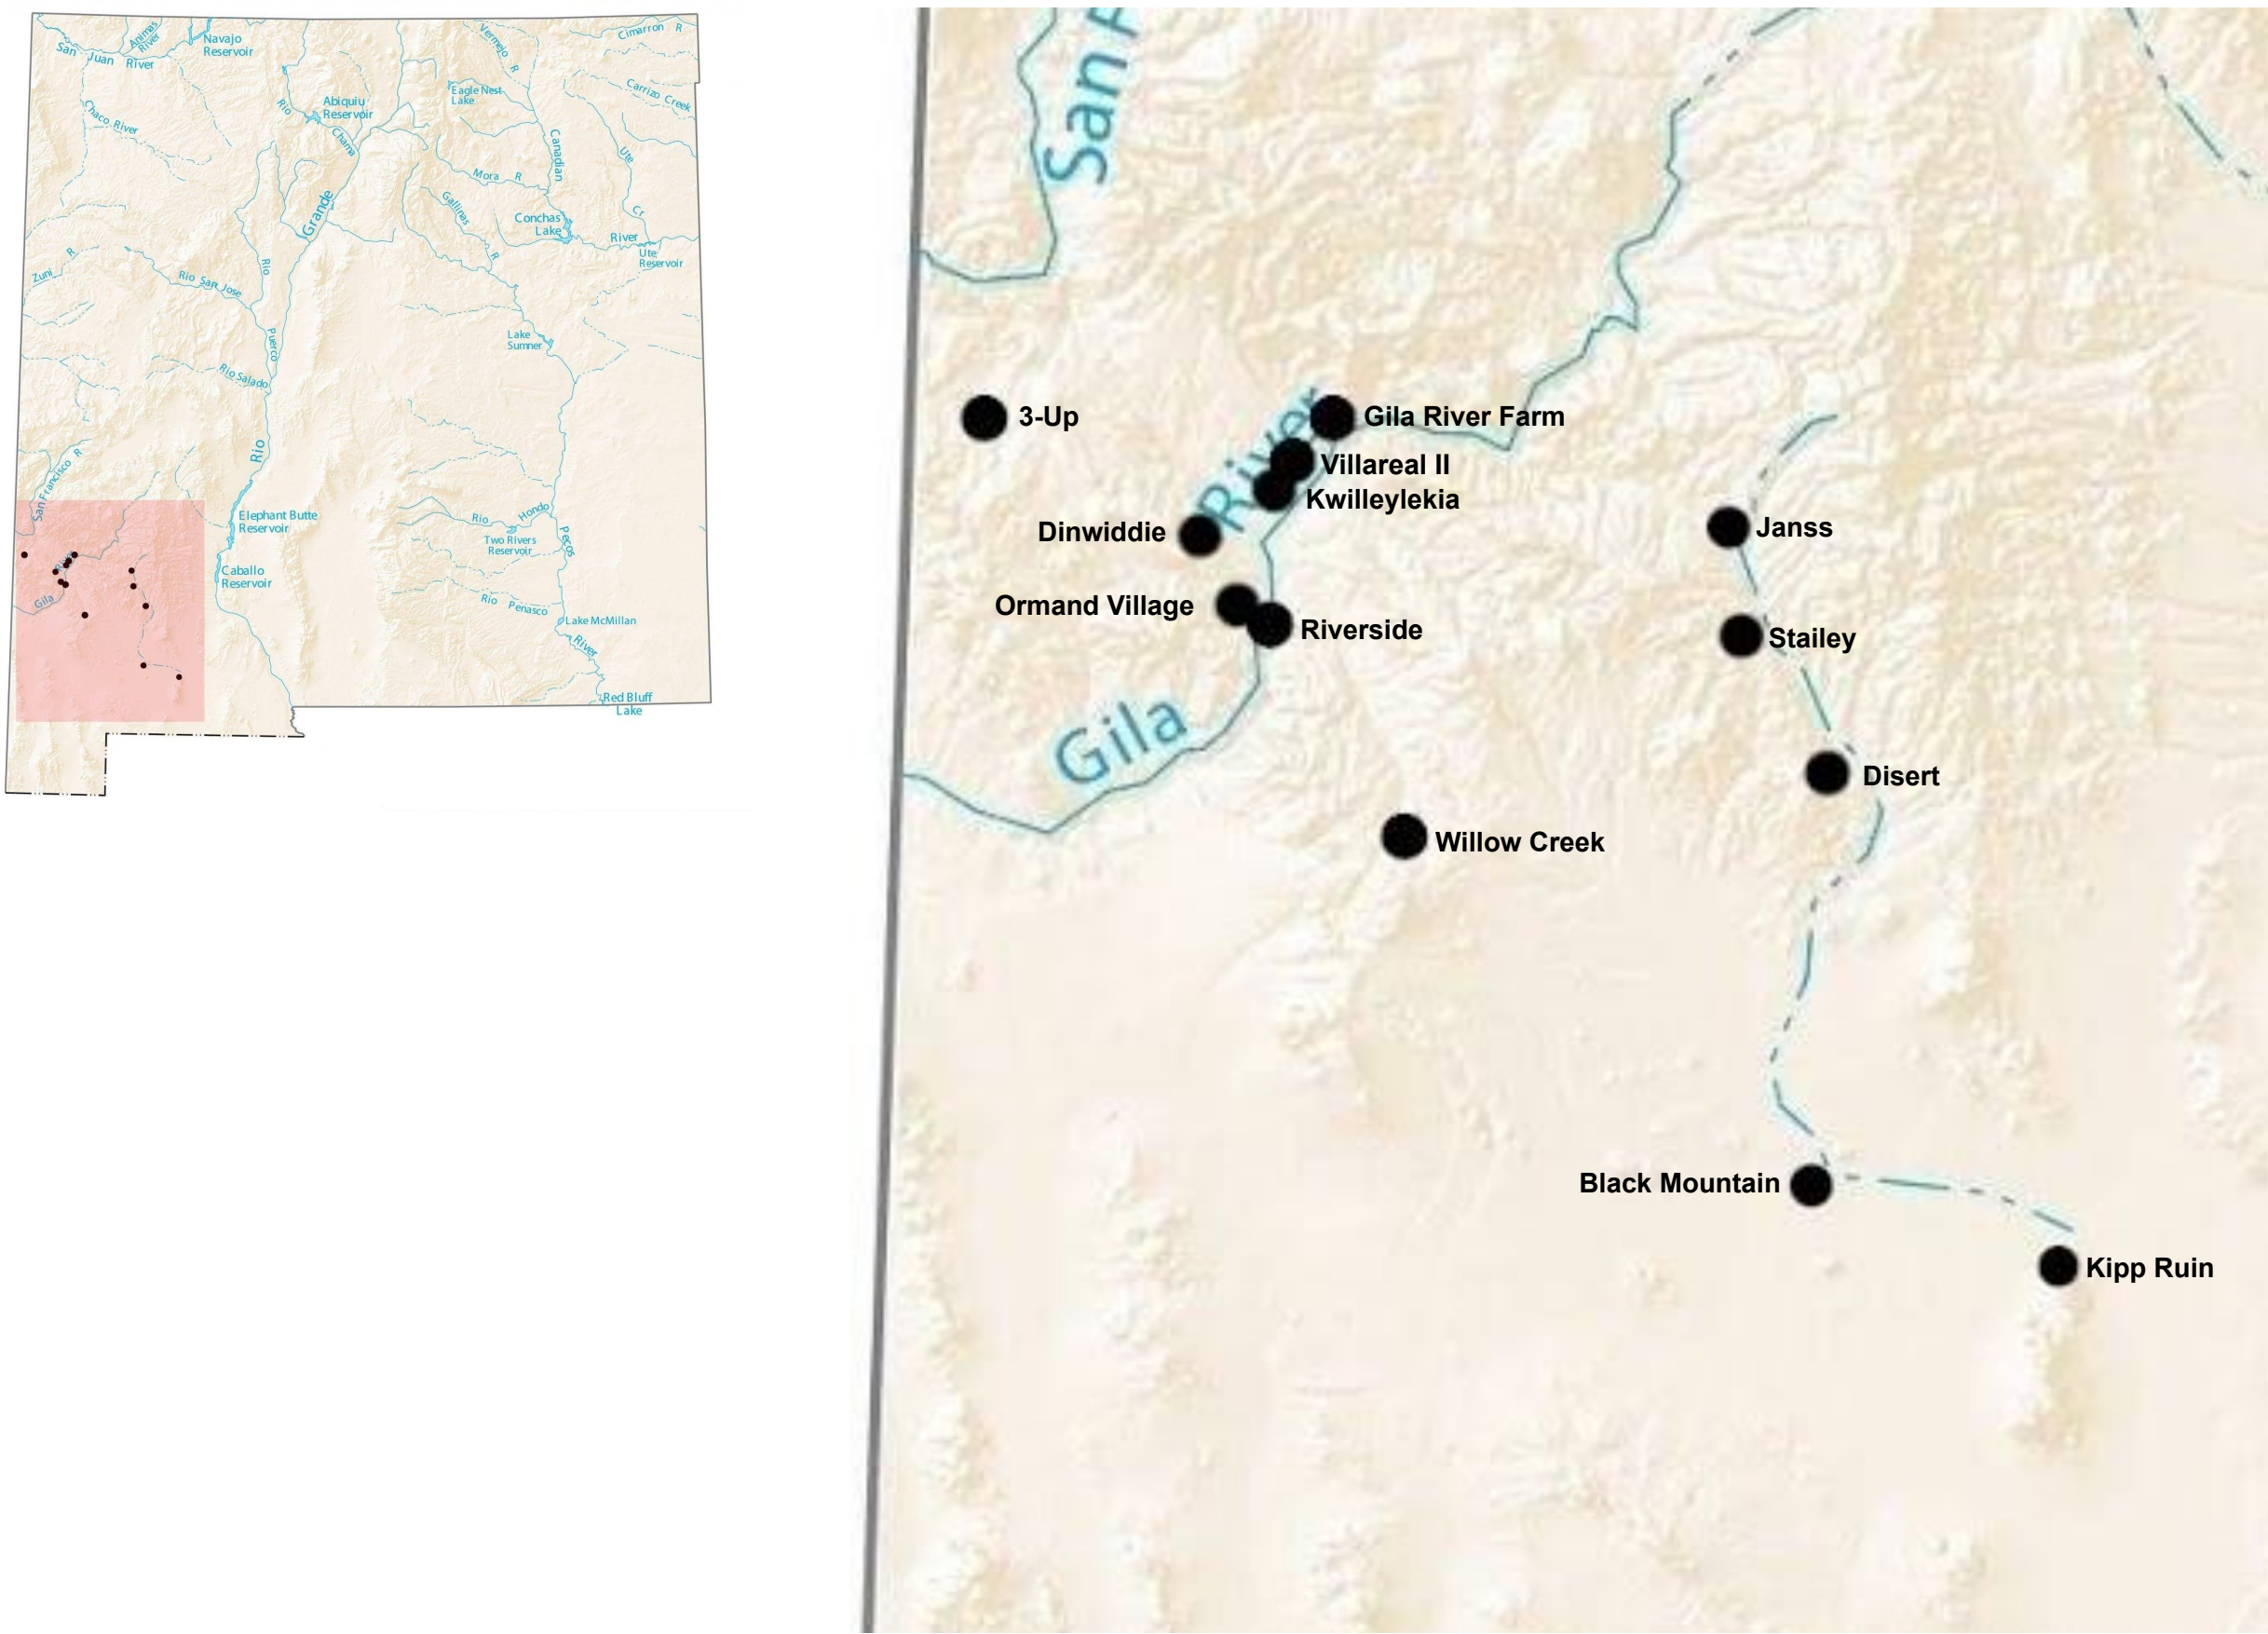 San Juan River
Animas
River
Navajo
Reservoir
Chaco River
Rio
Chama
Abiquiu
Reservoir
Vermejo R
Eagle Nest
Lake
Cimarron R
Carrizo Creek
Canadian
Ute
Cr
Mora R
Gallinas
R
Conchas
Lake
River
Ute
Reservoir
Grande
Zuni R
Rio San Jose
Rio
Puerco
Rio Salado
Lake
Sumner
Rio
San Francisco R
Elephant Butte
Reservoir
Caballo
Reservoir
Rio Hondo
Two Rivers
Reservoir
Pecos
Rio Penasco
Lake McMillan
River
Red Bluff
Lake
River
Gila
San F
3-Up
River
Gila River Farm
Villareal II
Kwilleylekia
Dinwiddie
Ormand Village
Riverside
Gila
Willow Creek
Janss
Stailey
Disert
Black Mountain
Kipp Ruin